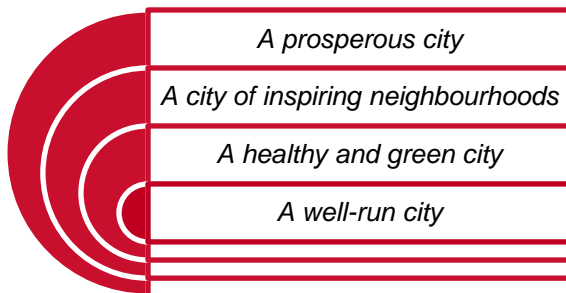 A prosperous city
A city of inspiring neighbourhoods
A healthy and green city
A well-run city